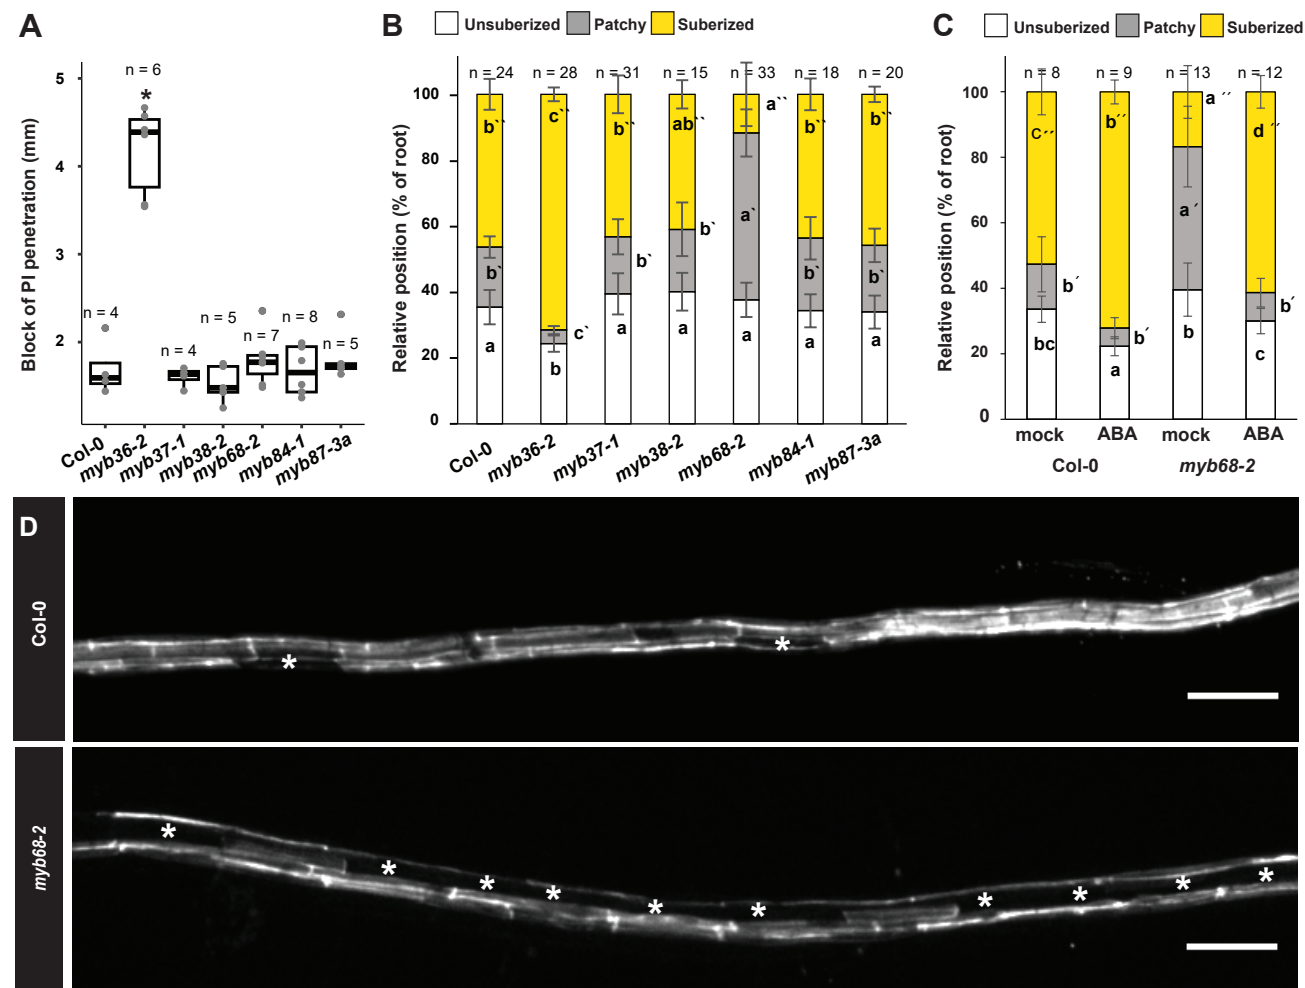 A
Block of PI penetration (mm)
5
4
3
2
n = 4
n = 6
*
n = 4
n = 5
n = 7
n = 8
n = 5
Col-0
myb36-2
myb37-1
myb38-2
myb68-2
myb84-1
myb87-3a
B
Unsuberized Patchy Suberized
Relative position (% of root)
100
80
60
40
20
0
n = 24 n = 28 n = 31 n = 15 n = 33 n = 18 n = 20
b`` c`` b`` ab`` a`` b`` b``
b` c` b` b` a` b` b`
a b a a a a a
Col-0
myb36-2
myb37-1
myb38-2
myb68-2
myb84-1
myb87-3a
C
Unsuberized Patchy Suberized
Relative position (% of root)
100
80
60
40
20
0
n = 8 n = 9 n = 13 n = 12
c´´ b´´ a ´´ d ´´
b´ b´ a ´ b´
bc a b c
mock ABA mock ABA
Col-0 myb68-2
D
Col-0
* *
myb68-2
* * * * * * * * * *